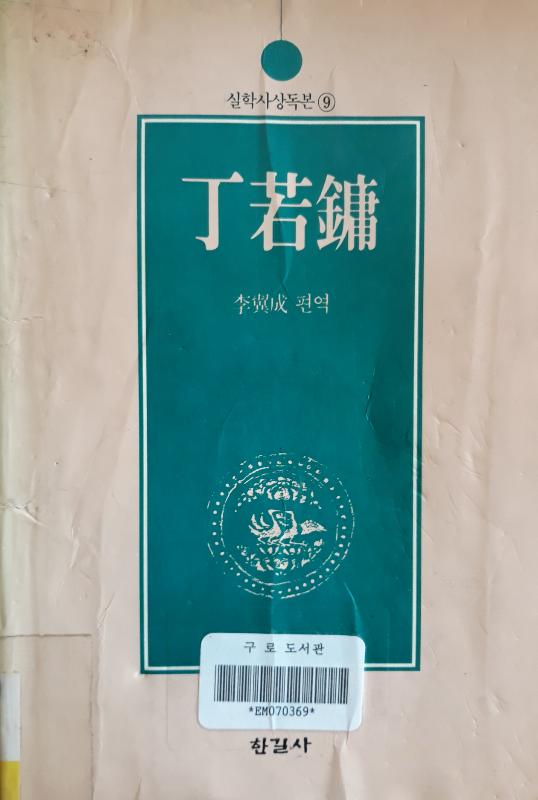 실학사상독본⑨
丁若鏞
李翼成 편역
구로 도서관
*EM070369*
한길사